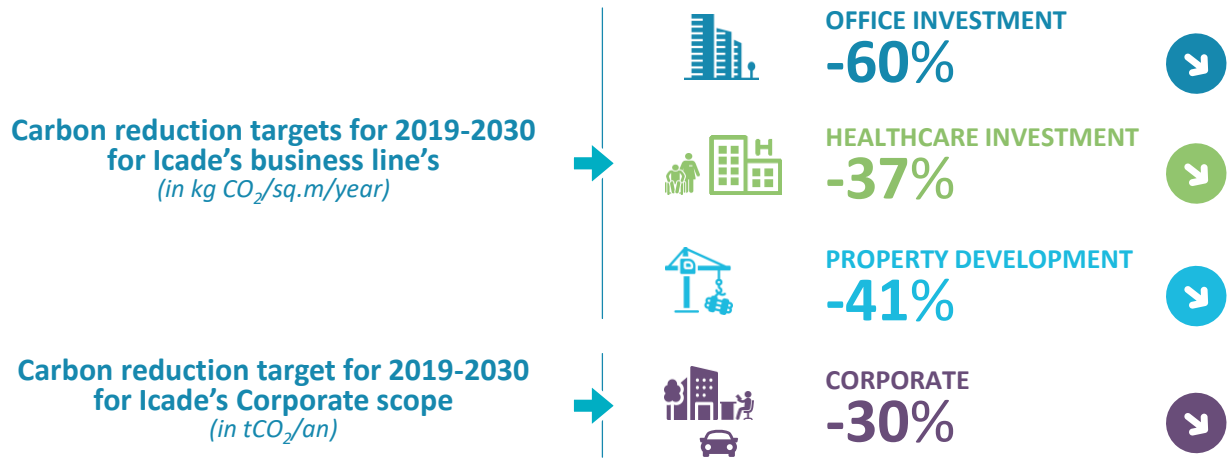 Carbon reduction targets for 2019-2030
for Icade's business line's
(in kg CO₂/sq.m/year)
OFFICE INVESTMENT
-60%
H
HEALTHCARE INVESTMENT
-37%
PROPERTY DEVELOPMENT
-41%
Carbon reduction target for 2019-2030
for Icade's Corporate scope
(in tCO₂/an)
CORPORATE
-30%